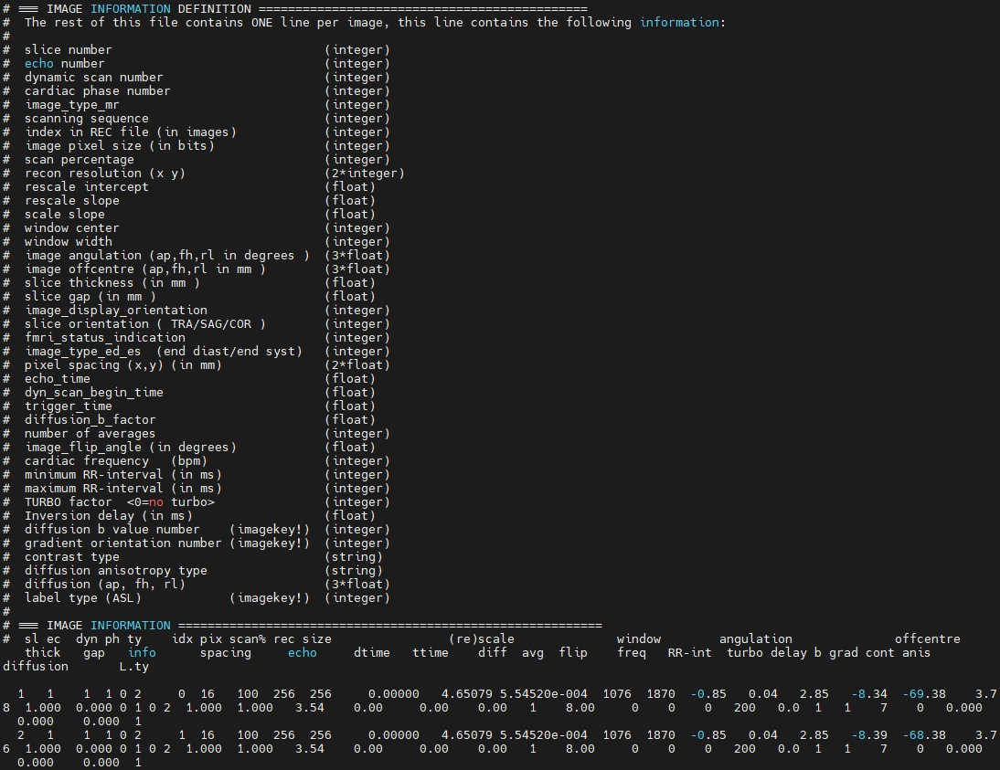 # === IMAGE INFORMATION DEFINITION =============================================
#  The rest of this file contains ONE line per image, this line contains the following information:
#
#  slice number                             (integer)
#  echo number                              (integer)
#  dynamic scan number                      (integer)
#  cardiac phase number                     (integer)
#  image_type_mr                            (integer)
#  scanning sequence                        (integer)
#  index in REC file (in images)            (integer)
#  image pixel size (in bits)               (integer)
#  scan percentage                          (integer)
#  recon resolution (x y)                   (2*integer)
#  rescale intercept                        (float)
#  rescale slope                            (float)
#  scale slope                              (float)
#  window center                            (integer)
#  window width                             (integer)
#  image angulation (ap,fh,rl in degrees )  (3*float)
#  image offcentre (ap,fh,rl in mm )        (3*float)
#  slice thickness (in mm )                 (float)
#  slice gap (in mm )                       (float)
#  image_display_orientation                (integer)
#  slice orientation ( TRA/SAG/COR )        (integer)
#  fmri_status_indication                   (integer)
#  image_type_ed_es  (end diast/end syst)   (integer)
#  pixel spacing (x,y) (in mm)              (2*float)
#  echo_time                                (float)
#  dyn_scan_begin_time                      (float)
#  trigger_time                             (float)
#  diffusion_b_factor                       (float)
#  number of averages                       (integer)
#  image_flip_angle (in degrees)            (float)
#  cardiac frequency   (bpm)                (integer)
#  minimum RR-interval (in ms)              (integer)
#  maximum RR-interval (in ms)              (integer)
#  TURBO factor  <0=no turbo>               (integer)
#  Inversion delay (in ms)                  (float)
#  diffusion b value number    (imagekey!)  (integer)
#  gradient orientation number (imagekey!)  (integer)
#  contrast type                            (string)
#  diffusion anisotropy type                (string)
#  diffusion (ap, fh, rl)                   (3*float)
#  label type (ASL)            (imagekey!)  (integer)
#
# === IMAGE INFORMATION ==========================================================
#  sl ec  dyn ph ty    idx pix scan% rec size                (re)scale              window        angulation              offcentre
   thick   gap   info      spacing     echo     dtime   ttime    diff  avg  flip    freq   RR-int  turbo delay b grad cont anis
diffusion       L.ty

  1   1    1  1 0 2     0  16   100  256  256     0.00000   4.65079 5.54520e-004  1076  1870  -0.85   0.04   2.85   -8.34  -69.38    3.7
8  1.000  0.000 0 1 0 2  1.000  1.000   3.54    0.00     0.00     0.00   1    8.00     0   0    0   200   0.0  1   1    7    0   0.000
  0.000    0.000  1
  2   1    1  1 0 2     1  16   100  256  256     0.00000   4.65079 5.54520e-004  1076  1870  -0.85   0.04   2.85   -8.39  -68.38    3.7
6  1.000  0.000 0 1 0 2  1.000  1.000   3.54    0.00     0.00     0.00   1    8.00     0   0    0   200   0.0  1   1    7    0   0.000
  0.000    0.000  1